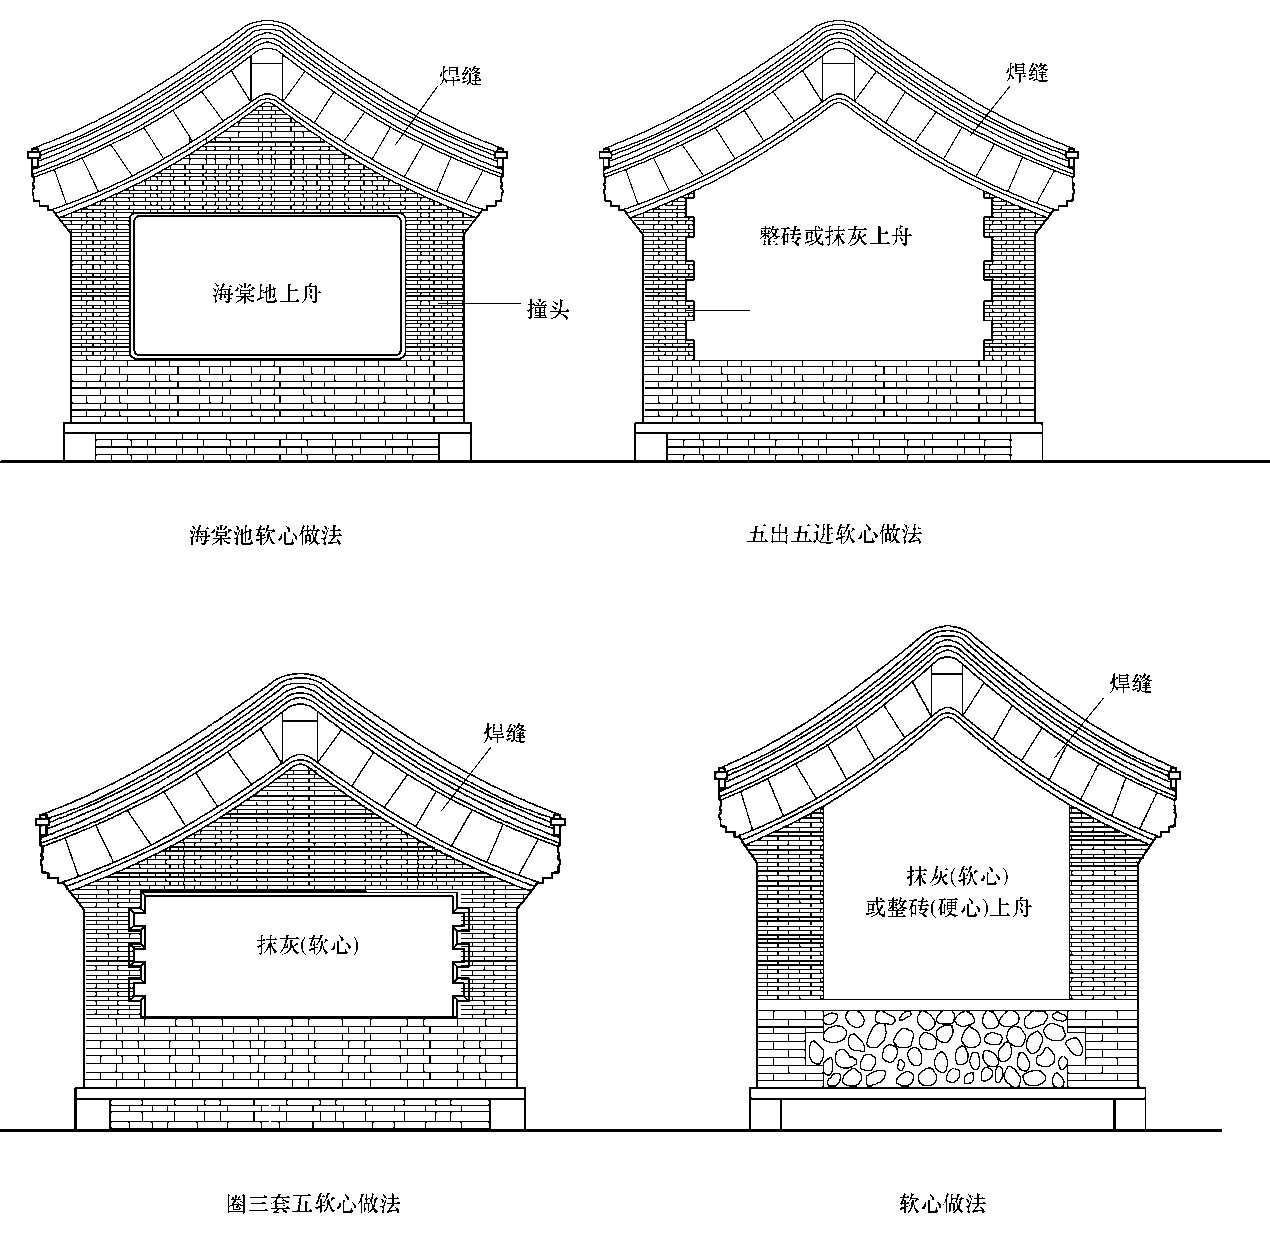 焊缝
焊缝
整砖或抹灰上舟
海棠地上舟
撞头
海棠池软心做法
五出五进软心做法
焊缝
焊缝
抹灰(软心)
或整砖(硬心)上舟
抹灰(软心)
圈三套五软心做法
软心做法